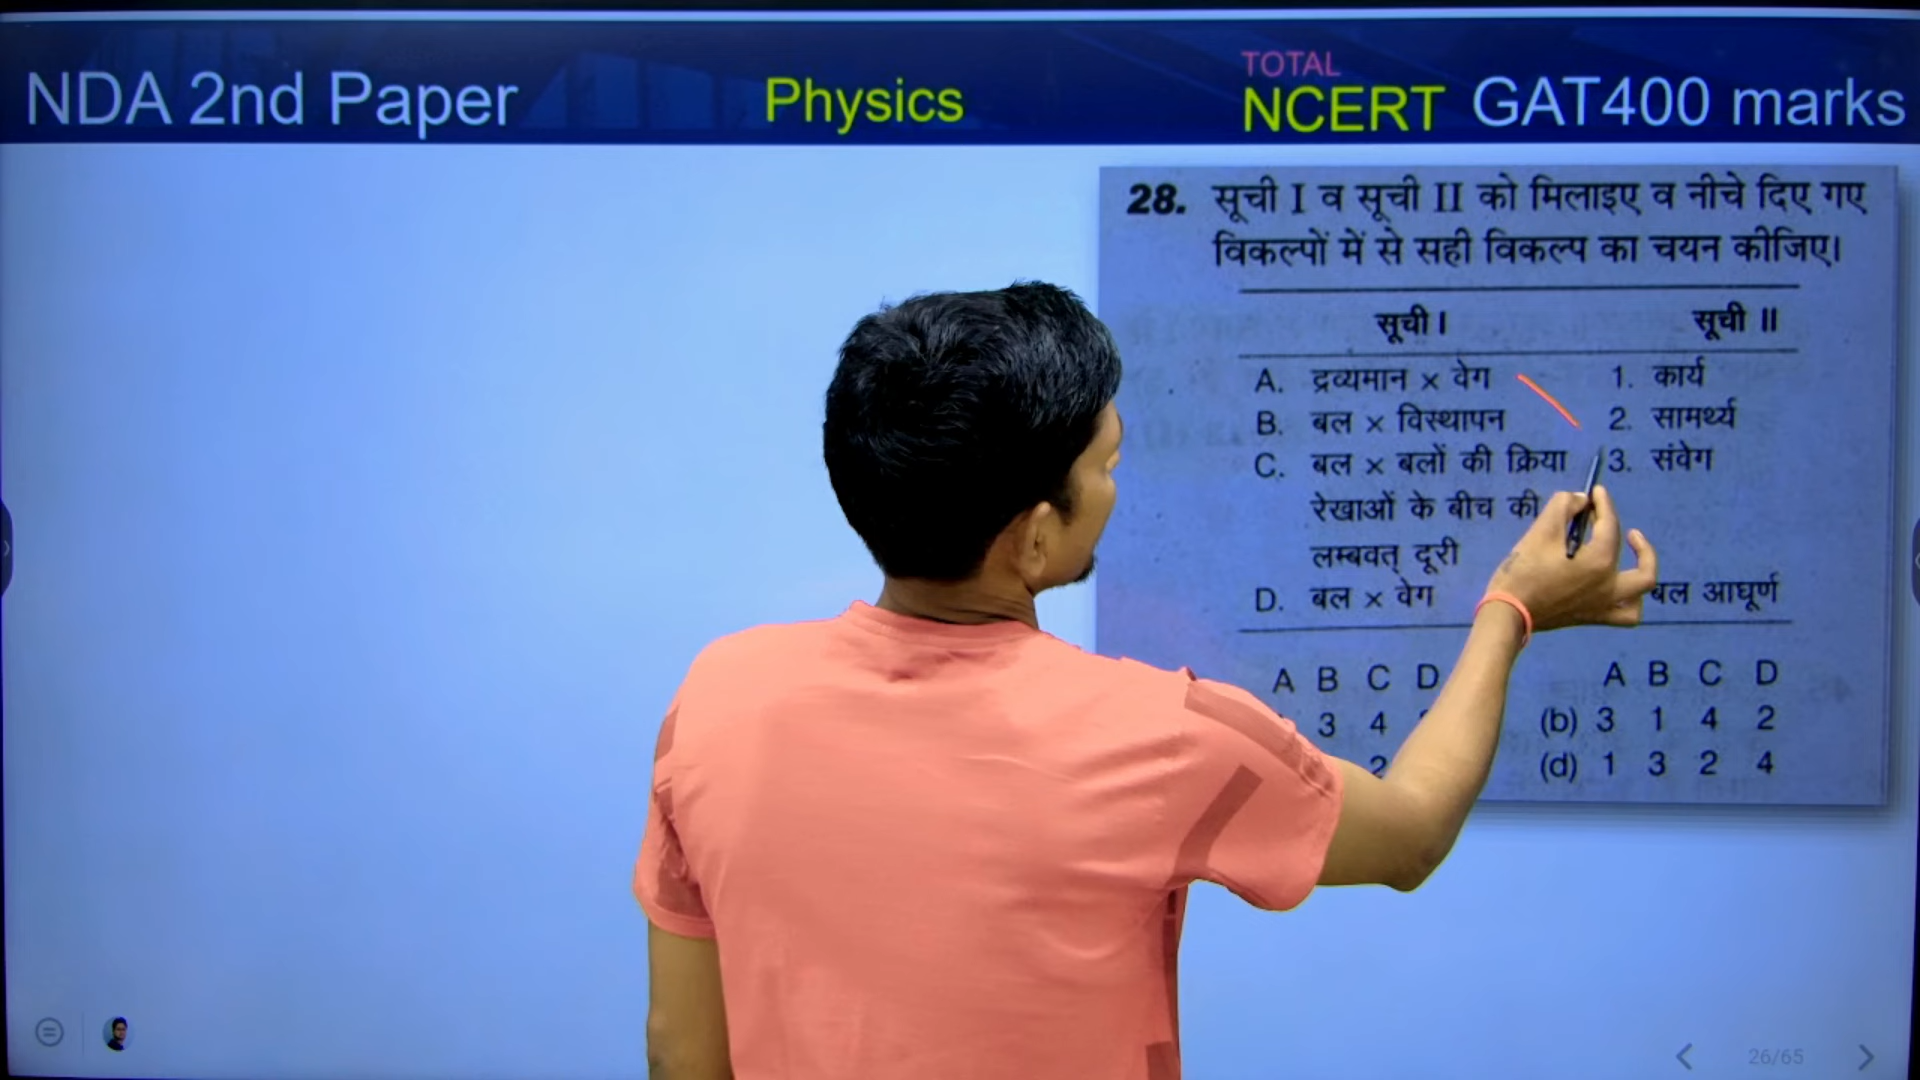 NDA 2nd Paper
Physics
TOTAL
NCERT
GAT400 marks
28. सूची I व सूची II को मिलाइए व नीचे दिए गए
विकल्पों में से सही विकल्प का चयन कीजिए।
सूची I सूची II
A. द्रव्यमान × वेग 1. कार्य
B. बल × विस्थापन 2. सामर्थ्य
C. बल × बलों की क्रिया 3. संवेग
रेखाओं के बीच की
लम्बवत् दूरी
D. बल × वेग बल आघूर्ण
A B C D A B C D
3 4 (b) 3 1 4 2
2 (d) 1 3 2 4
26/65